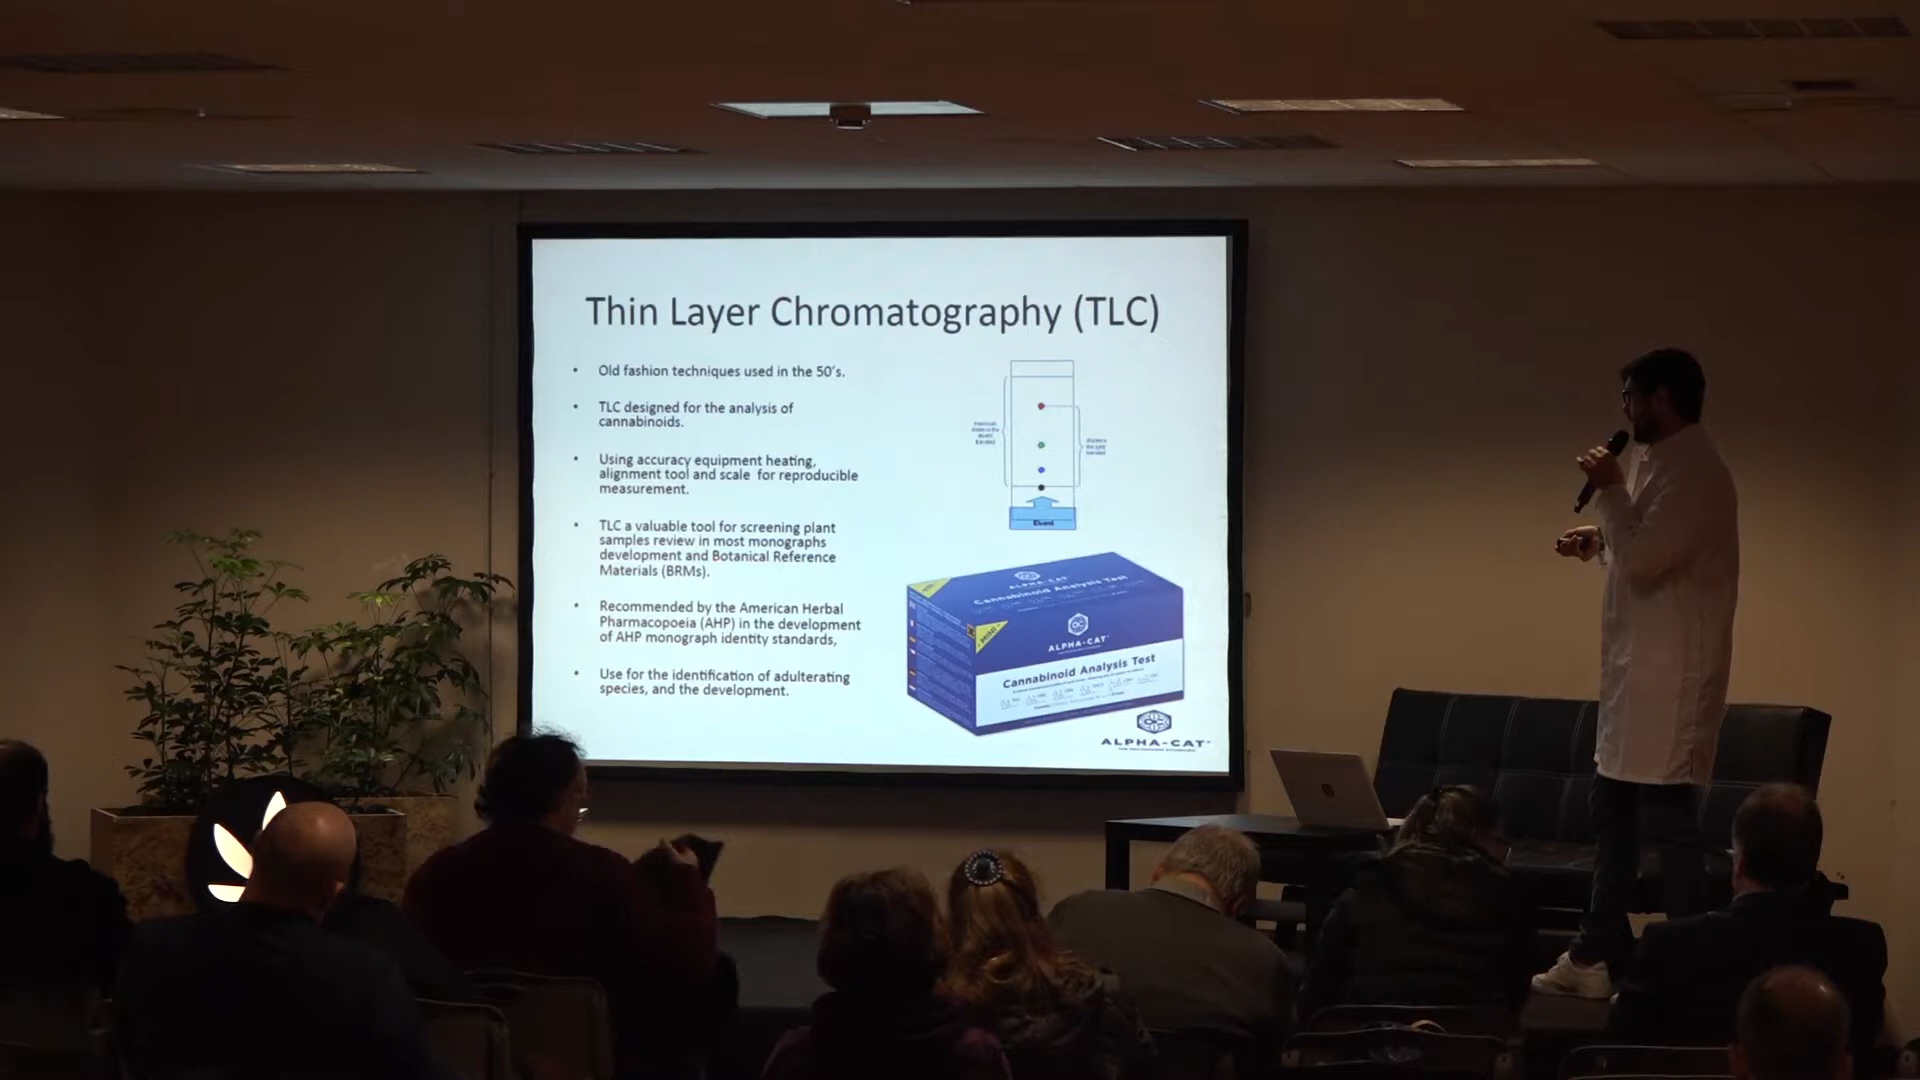 Thin Layer Chromatography (TLC)
• Old fashion techniques used in the 50's.
• TLC designed for the analysis of
cannabinoids.
• Using accuracy equipment heating,
alignment tool and scale for reproducible
measurement.
• TLC a valuable tool for screening plant
samples review in most monographs
development and Botanical Reference
Materials (BRMs).
• Recommended by the American Herbal
Pharmacopoeia (AHP) in the development
of AHP monograph identity standards,
• Use for the identification of adulterating
species, and the development.
Eluant
ALPHA-CAT
Cannabinoid Analysis Test
MINI
ALPHA-CAT
Cannabinoid Analysis Test
ALPHA-CAT